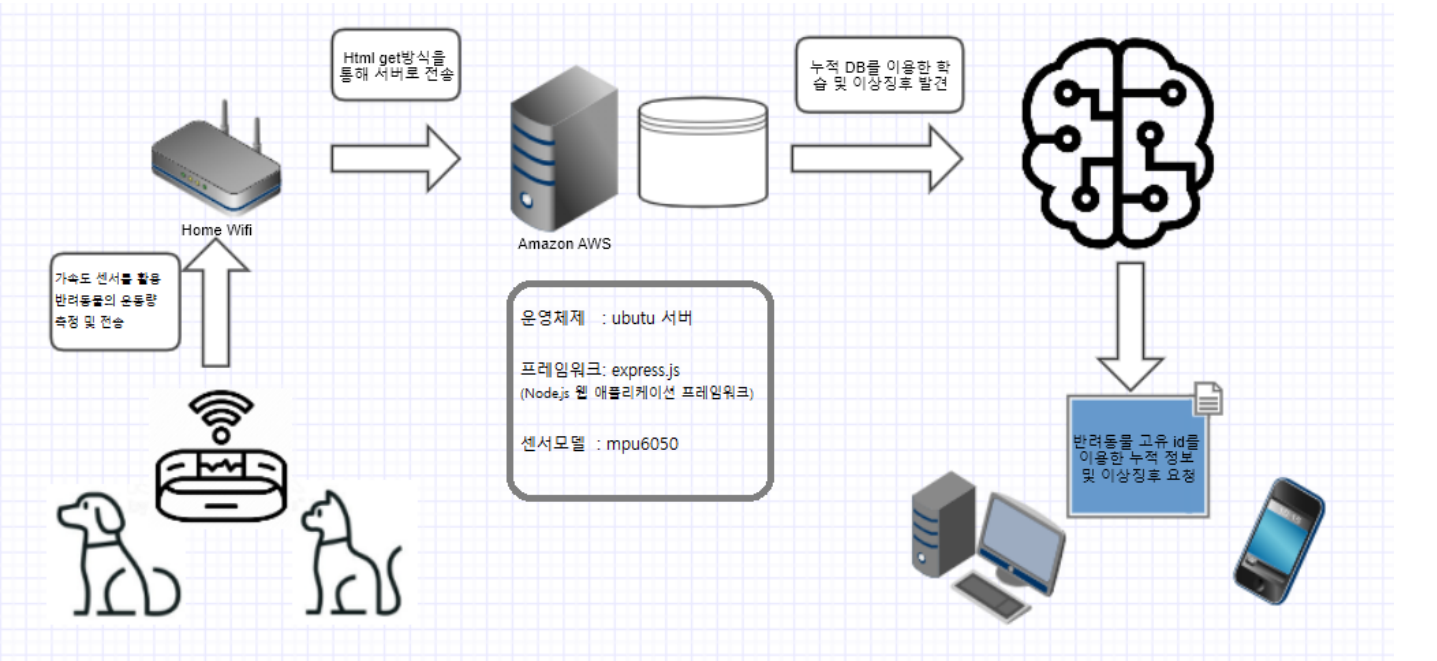 Html get방식을
통해 서버로 전송
누적 DB를 이용한 학
습 및 이상징후 발견
Home Wifi
Amazon AWS
가속도 센서를 활용
반려동물의 운동량
측정 및 전송
운영체제 : ubutu 서버
프레임워크: express.js
(Node.js 웹 애플리케이션 프레임워크)
센서모델 : mpu6050
반려동물 고유 id를
이용한 누적 정보
및 이상징후 요청